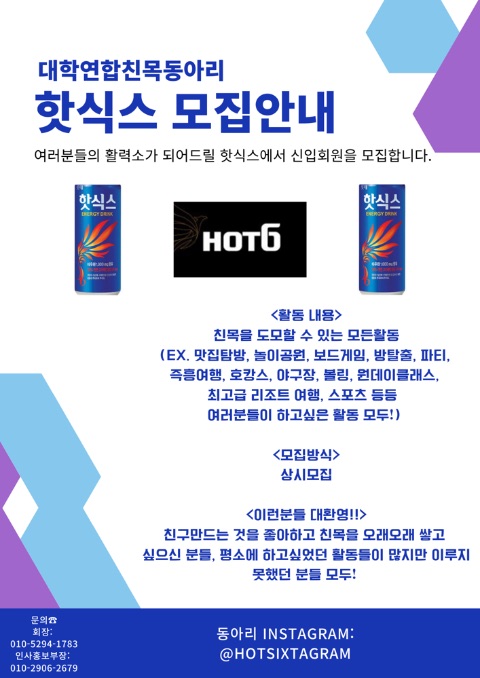 대학연합친목동아리
핫식스 모집안내
여러분들의 활력소가 되어드릴 핫식스에서 신입회원을 모집합니다.
핫식스
ENERGY DRINK
HOT6
핫식스
ENERGY DRINK
<활동 내용>
친목을 도모할 수 있는 모든활동
(EX. 맛집탐방, 놀이공원, 보드게임, 방탈출, 파티,
즉흥여행, 호캉스, 야구장, 볼링, 원데이클래스,
최고급 리조트 여행, 스포츠 등등
여러분들이 하고싶은 활동 모두!)
<모집방식>
상시모집
<이런분들 대환영!!>
친구만드는 것을 좋아하고 친목을 오래오래 쌓고
싶으신 분들, 평소에 하고싶었던 활동들이 많지만 이루지
못했던 분들 모두!
문의☎
회장:
010-5294-1783
인사홍보부장:
010-2906-2679
동아리 INSTAGRAM:
@HOTSIXTAGRAM